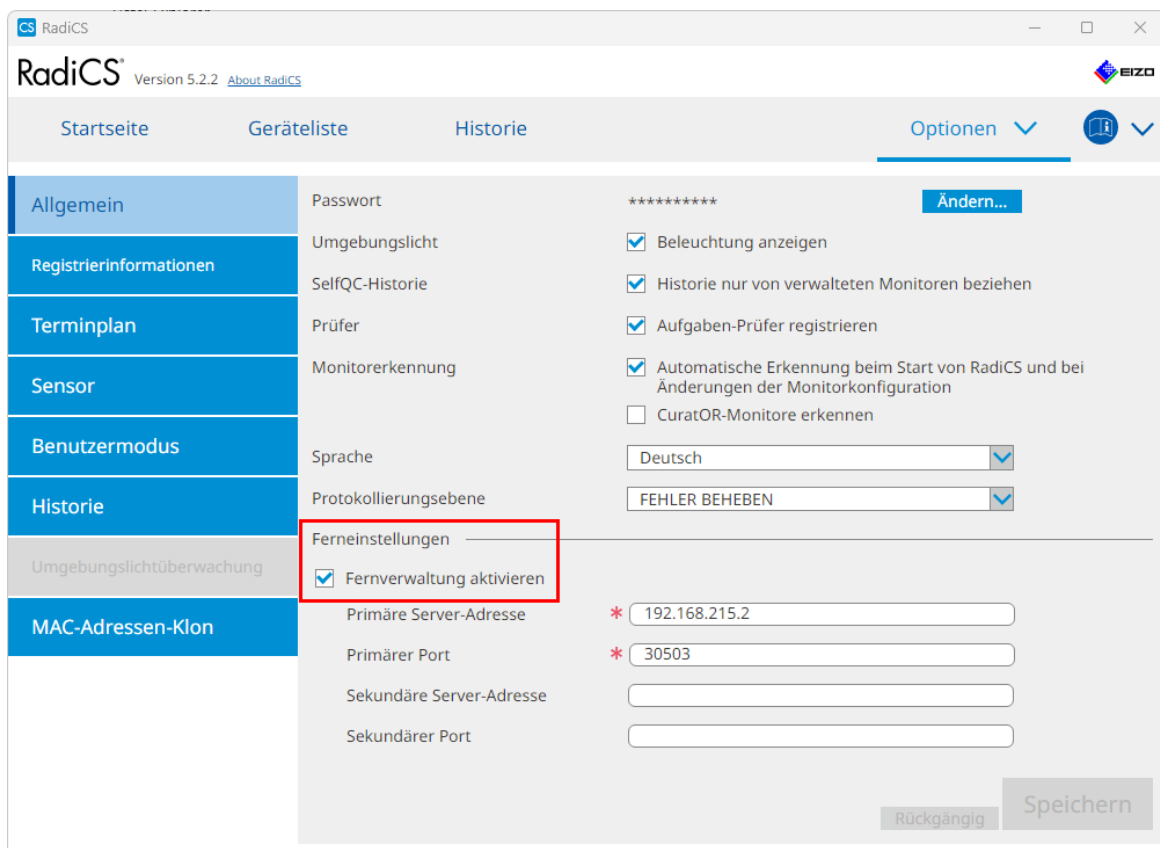 CS RadiCS
RadiCS® Version 5.2.2 About RadiCS
EIZO
Startseite Geräteliste Historie Optionen
Allgemein
Registrierinformationen
Terminplan
Sensor
Benutzermodus
Historie
Umgebungslichtüberwachung
MAC-Adressen-Klon
Passwort ********** Ändern...
Umgebungslicht Beleuchtung anzeigen
SelfQC-Historie Historie nur von verwalteten Monitoren beziehen
Prüfer Aufgaben-Prüfer registrieren
Monitorerkennung Automatische Erkennung beim Start von RadiCS und bei
Änderungen der Monitorkonfiguration
CuratOR-Monitore erkennen
Sprache Deutsch
Protokollierungsebene FEHLER BEHEBEN
Ferneinstellungen
Fernverwaltung aktivieren
Primäre Server-Adresse * 192.168.215.2
Primärer Port * 30503
Sekundäre Server-Adresse
Sekundärer Port
Rückgängig Speichern